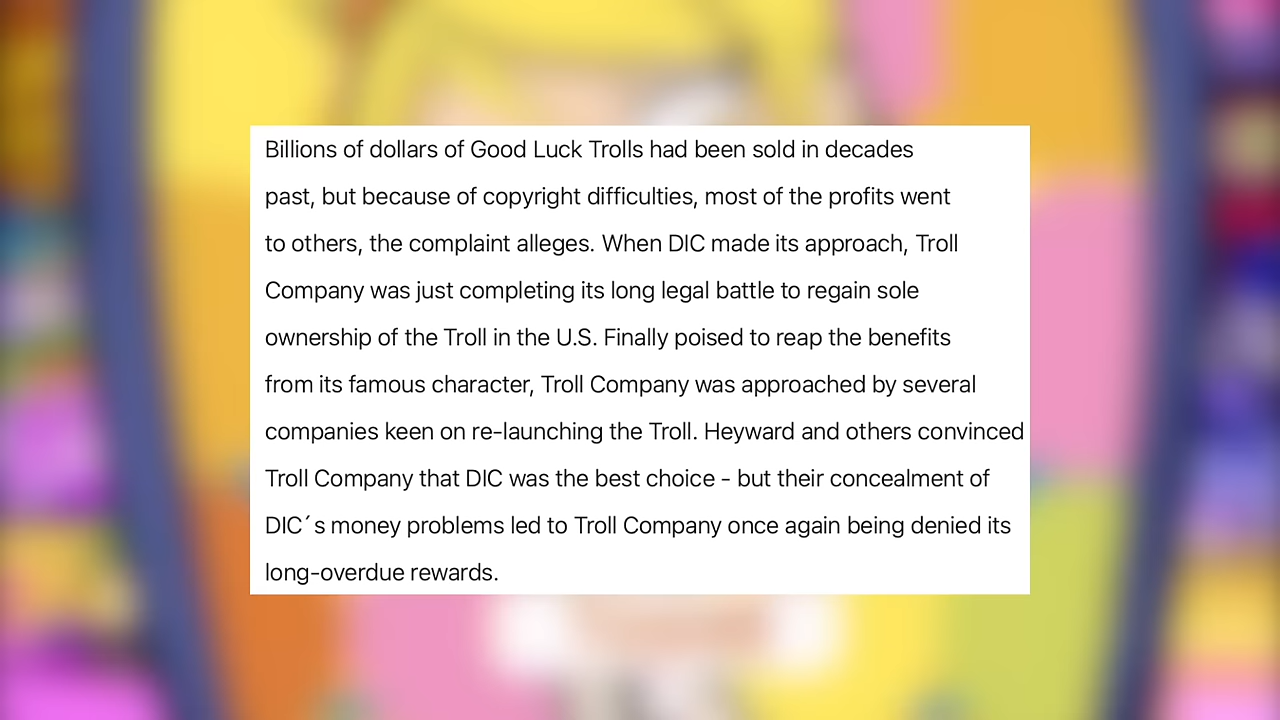 Billions of dollars of Good Luck Trolls had been sold in decades
past, but because of copyright difficulties, most of the profits went
to others, the complaint alleges. When DIC made its approach, Troll
Company was just completing its long legal battle to regain sole
ownership of the Troll in the U.S. Finally poised to reap the benefits
from its famous character, Troll Company was approached by several
companies keen on re-launching the Troll. Heyward and others convinced
Troll Company that DIC was the best choice - but their concealment of
DIC´s money problems led to Troll Company once again being denied its
long-overdue rewards.